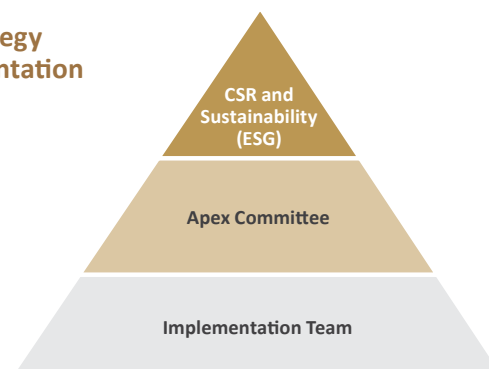 egy
ntation
CSR and
Sustainability
(ESG)
Apex Committee
Implementation Team